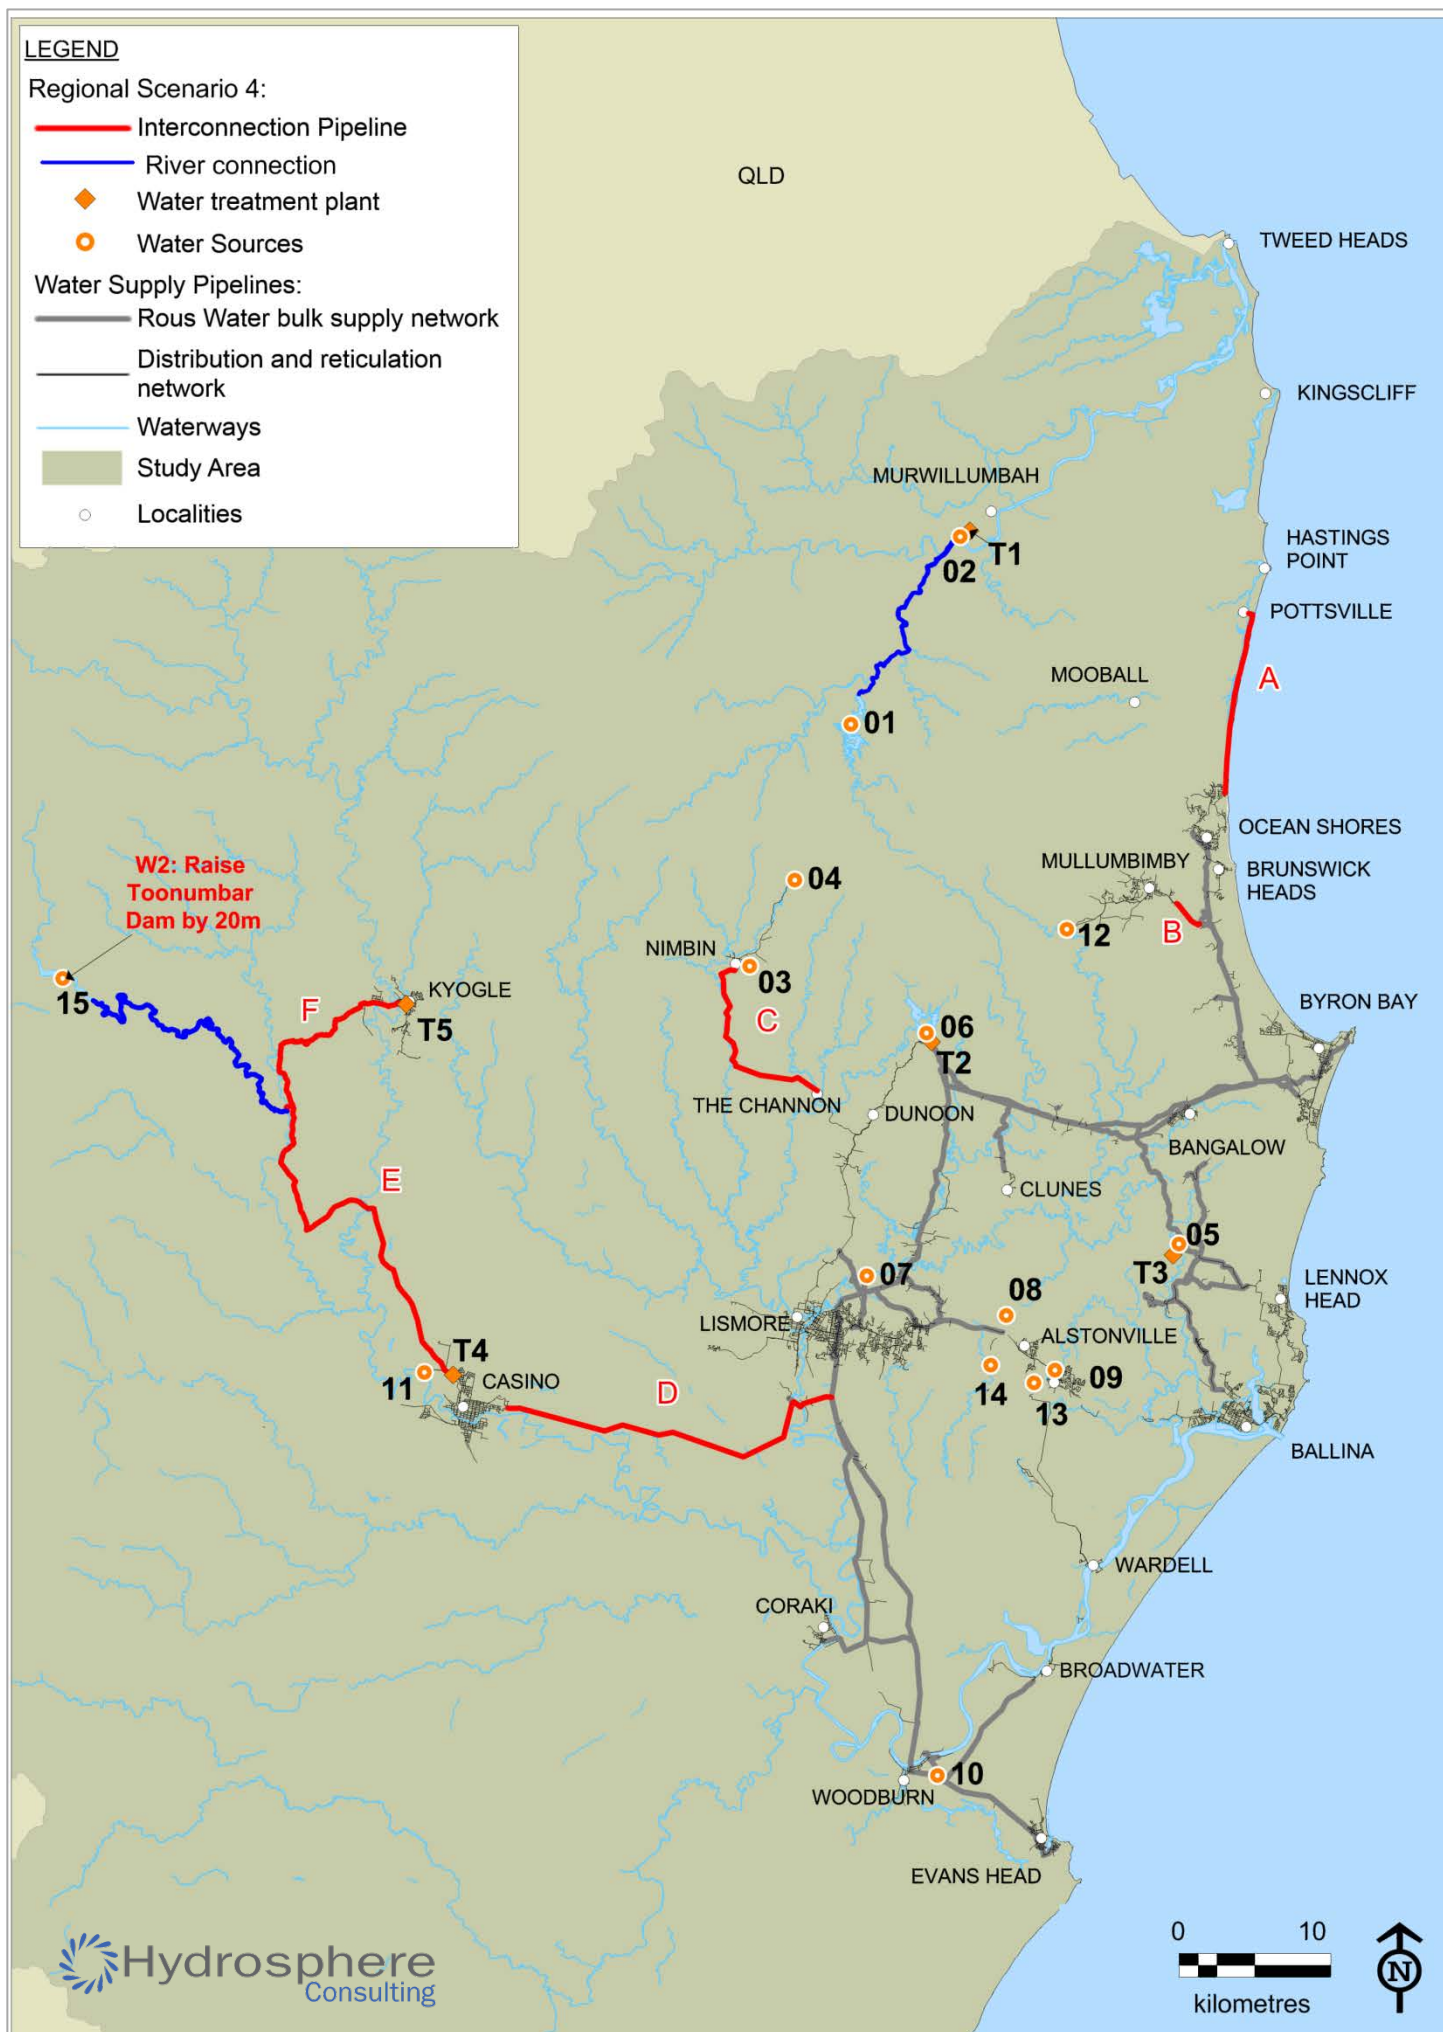 LEGEND
Regional Scenario 4:
Interconnection Pipeline
River connection
Water treatment plant
Water Sources
Water Supply Pipelines:
Rous Water bulk supply network
Distribution and reticulation
network
Waterways
Study Area
Localities
QLD
TWEED HEADS
KINGSCLIFF
MURWILLUMBAH
HASTINGS
POINT
T1
02
POTTSVILLE
MOOBALL
A
01
OCEAN SHORES
MULLUMBIMBY
BRUNSWICK
HEADS
W2: Raise
Toonumbar
Dam by 20m
04
12
B
NIMBIN
03
15
KYOGLE
F
T5
C
06
T2
BYRON BAY
THE CHANNON
DUNOON
BANGALOW
E
CLUNES
05
T3
07
08
LENNOX
HEAD
LISMORE
ALSTONVILLE
T4
11
CASINO
D
14
13
09
BALLINA
WARDELL
CORAKI
BROADWATER
10
WOODBURN
EVANS HEAD
0 10
kilometres
N
Hydrosphere
Consulting